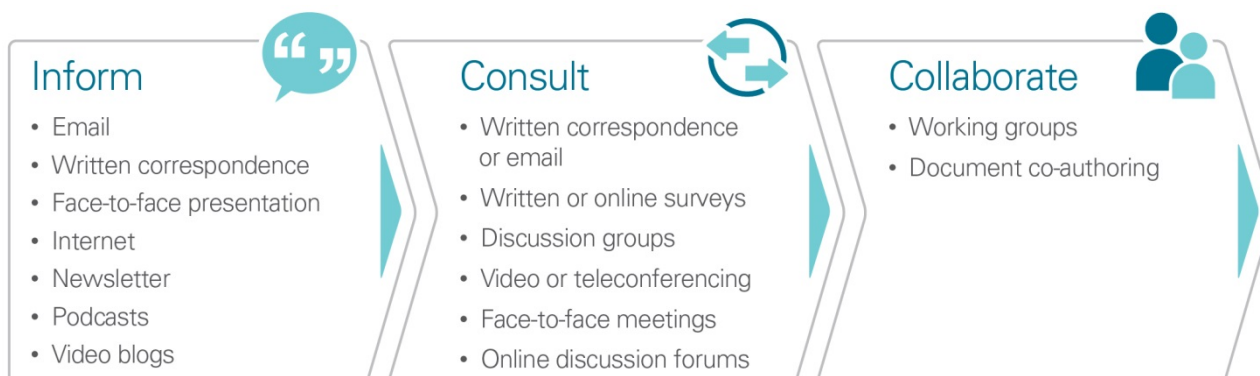 Inform
• Email
• Written correspondence
• Face-to-face presentation
• Internet
• Newsletter
• Podcasts
• Video blogs
Consult
• Written correspondence
or email
• Written or online surveys
• Discussion groups
• Video or teleconferencing
• Face-to-face meetings
• Online discussion forums
Collaborate
• Working groups
• Document co-authoring